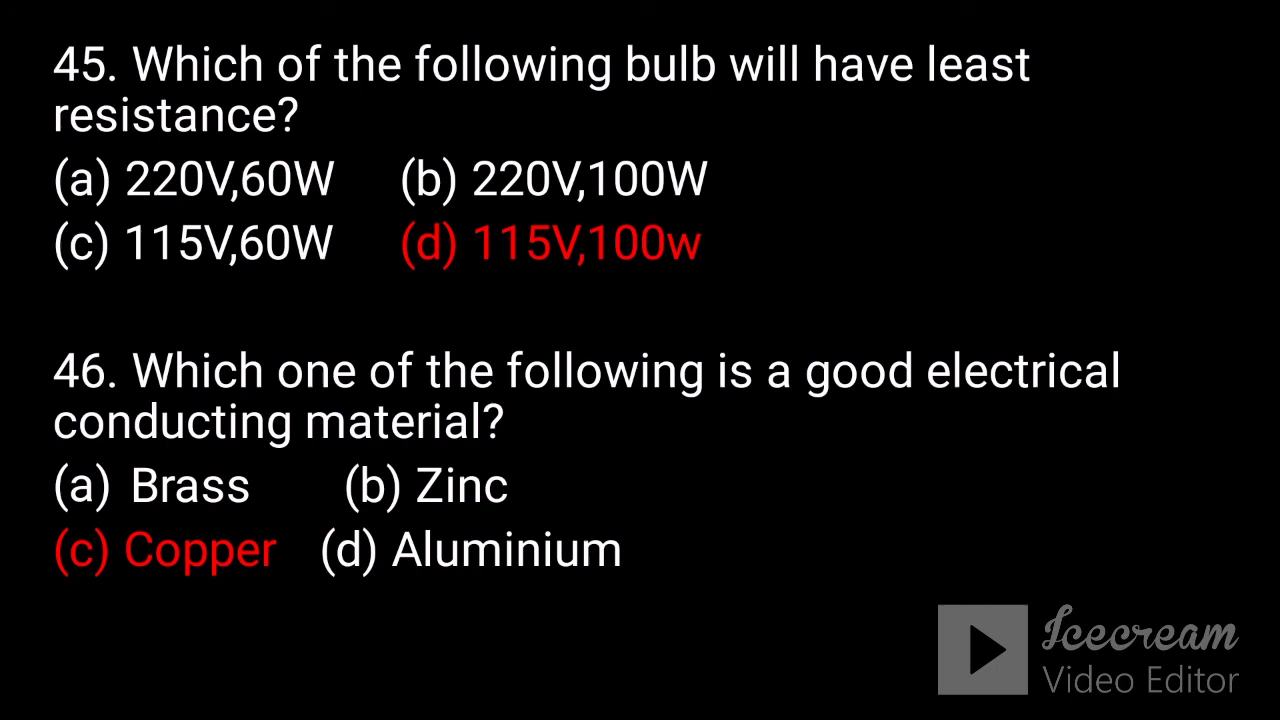 45. Which of the following bulb will have least
resistance?
(a) 220V,60W (b) 220V,100W
(c) 115V,60W (d) 115V,100w
46. Which one of the following is a good electrical
conducting material?
(a) Brass (b) Zinc
(c) Copper (d) Aluminium
Icecream
Video Editor